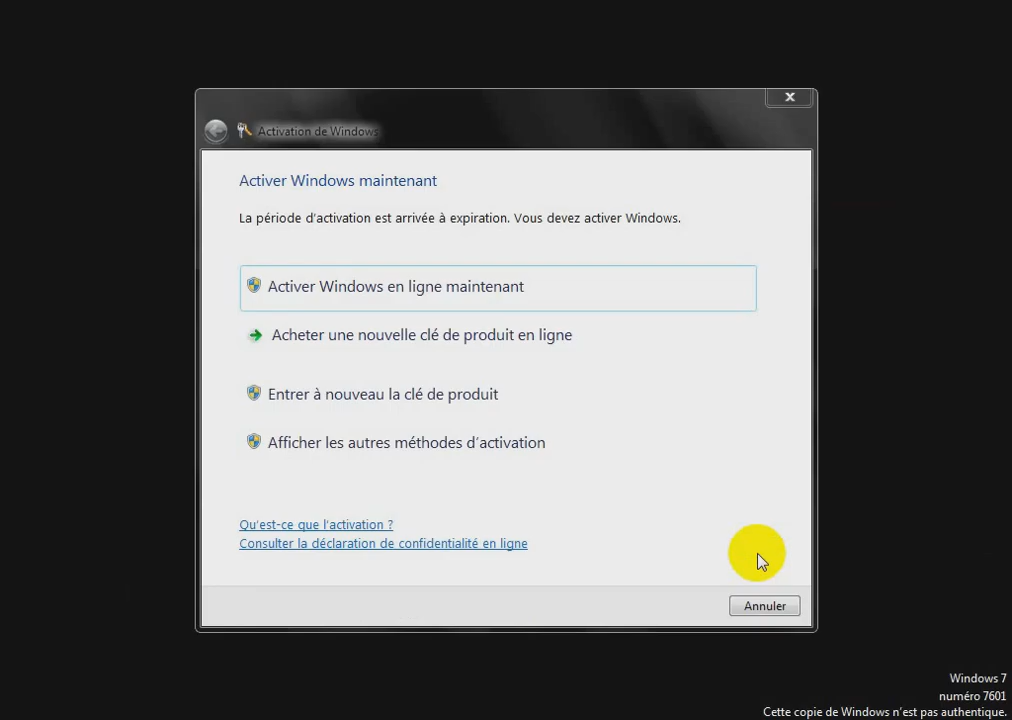 Activation de Windows
Activer Windows maintenant
La période d'activation est arrivée à expiration. Vous devez activer Windows.
Activer Windows en ligne maintenant
Acheter une nouvelle clé de produit en ligne
Entrer à nouveau la clé de produit
Afficher les autres méthodes d'activation
Qu'est-ce que l'activation ?
Consulter la déclaration de confidentialité en ligne
Annuler
Windows 7
numéro 7601
Cette copie de Windows n'est pas authentique.